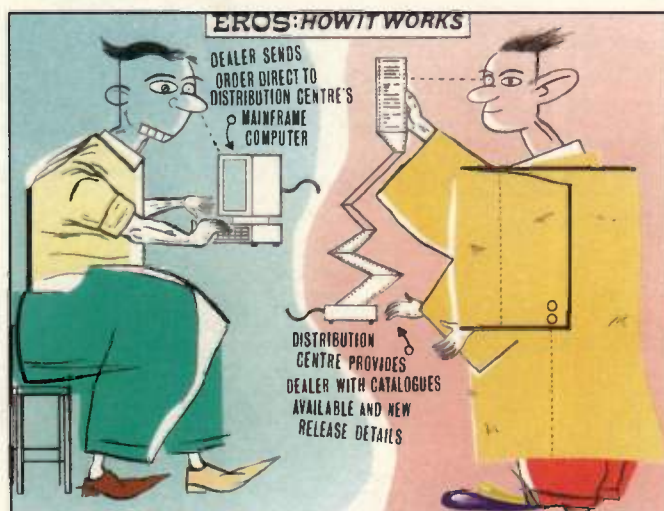 EROS: HOW IT WORKS
DEALER SENDS
ORDER DIRECT TO
DISTRIBUTION CENTRE'S
MAINFRAME
COMPUTER
DISTRIBUTION
CENTRE PROVIDES
DEALER WITH CATALOGUES
AVAILABLE AND NEW
RELEASE DETAILS